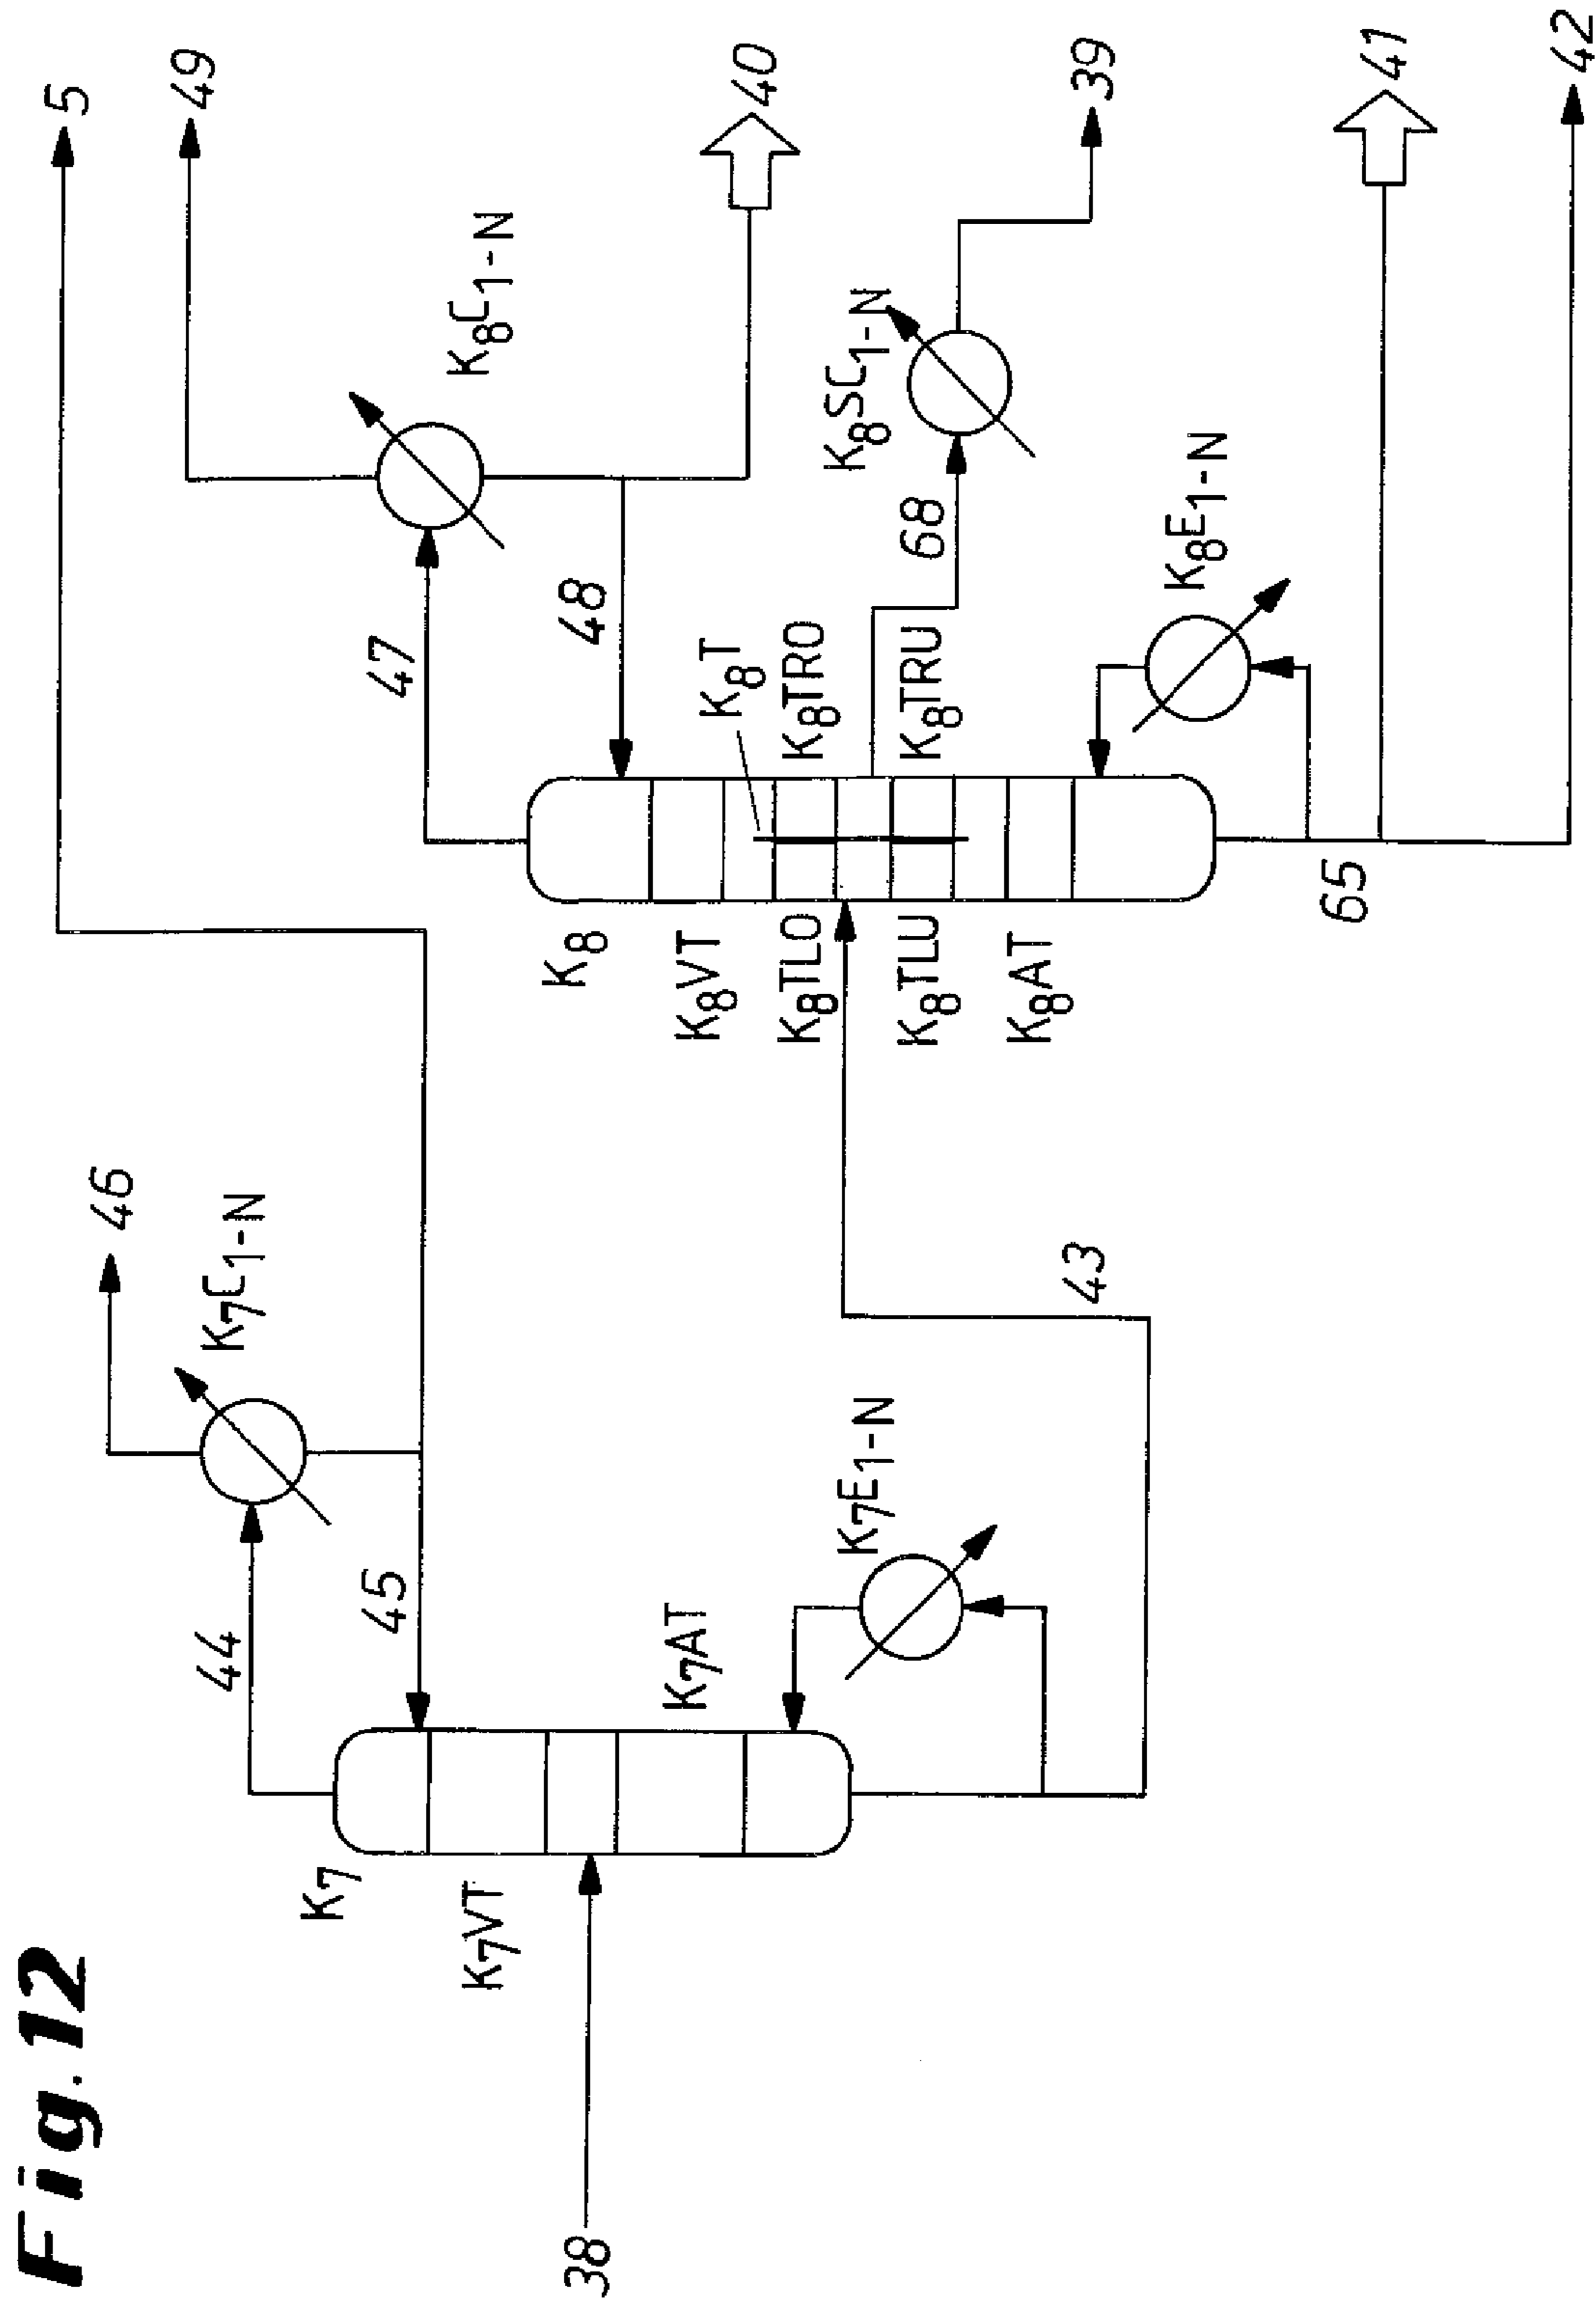 Fig. 12
5
49
46
K7C1-N
K8C1-N
44
47
40
45
48
K7
K8
K8T
K7VT
K8VT
K8TLO
K8TRO
K8SC1-N
38
K7AT
K8TLU
K8TRU
68
39
K7E1-N
K8AT
K8E1-N
43
65
41
42